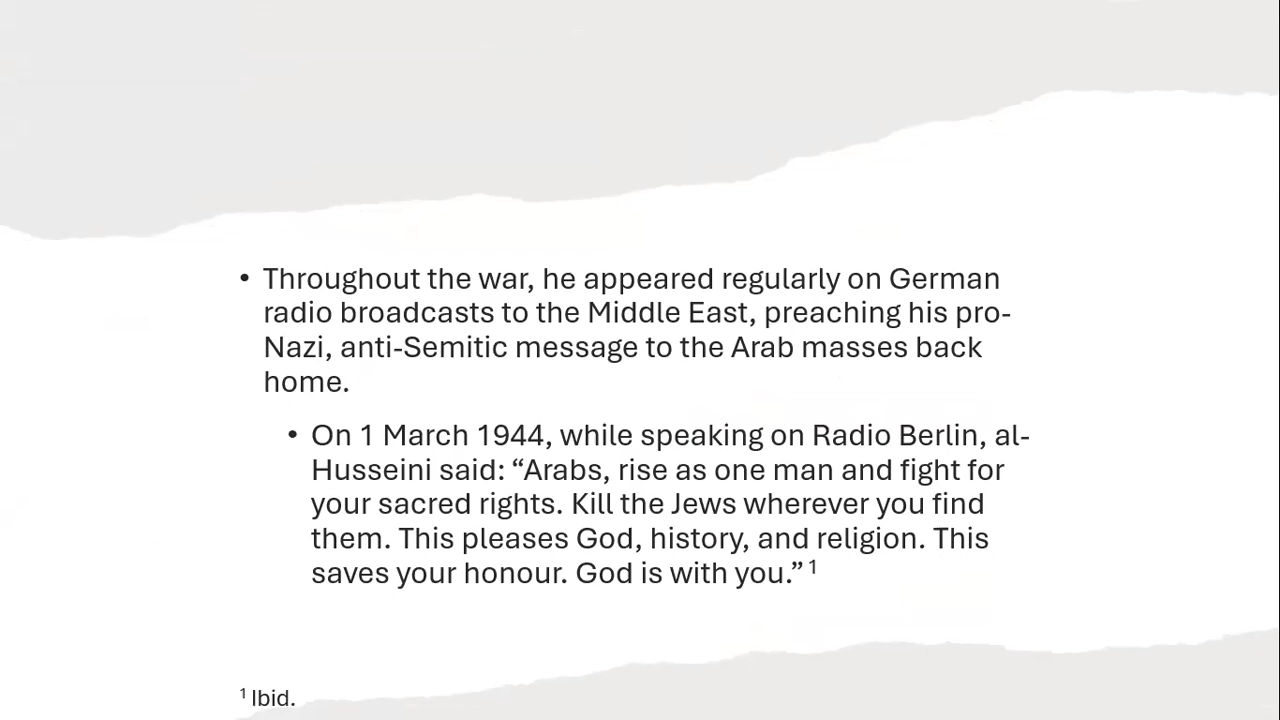 • Throughout the war, he appeared regularly on German
radio broadcasts to the Middle East, preaching his pro-
Nazi, anti-Semitic message to the Arab masses back
home.
• On 1 March 1944, while speaking on Radio Berlin, al-
Husseini said: “Arabs, rise as one man and fight for
your sacred rights. Kill the Jews wherever you find
them. This pleases God, history, and religion. This
saves your honour. God is with you.” ¹
¹ Ibid.